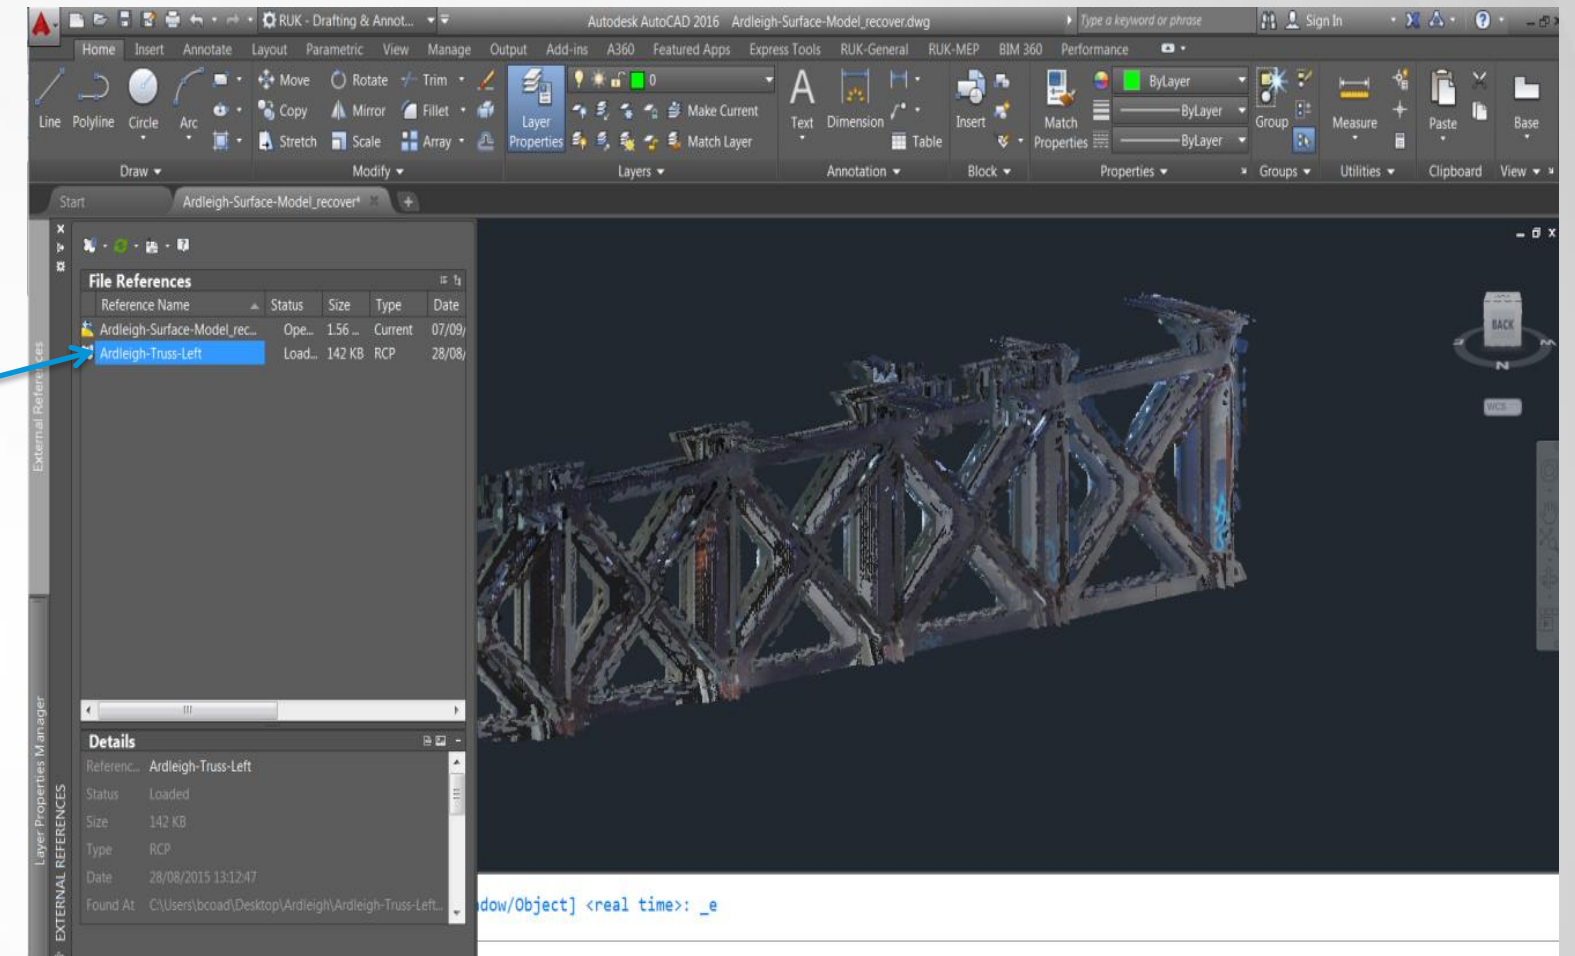 RUK - Drafting & Annot...
Autodesk AutoCAD 2016 Ardleigh-Surface-Model_recover.dwg
Type a keyword or phrase
Sign In
Home Insert Annotate Layout Parametric View Manage Output Add-ins A360 Featured Apps Express Tools RUK-General RUK-MEP BIM 360 Performance
Move Rotate Trim 0 ByLayer
Copy Mirror Fillet Make Current ByLayer
Line Polyline Circle Arc Layer Text Dimension Insert Match Group Measure Paste Base
Stretch Scale Array Properties Match Layer Table Properties ByLayer
Draw Modify Layers Annotation Block Properties Groups Utilities Clipboard View
Start Ardleigh-Surface-Model_recover*
File References
Reference Name Status Size Type Date
Ardleigh-Surface-Model_rec... Ope... 1.56 ... Current 07/09/
Ardleigh-Truss-Left Load... 142 KB RCP 28/08/
External References
BACK
N
WCS
Layer Properties Manager
EXTERNAL REFERENCES
Details
Referenc... Ardleigh-Truss-Left
Status Loaded
Size 142 KB
Type RCP
Date 28/08/2015 13:12:47
Found At C:\Users\bcoad\Desktop\Ardleigh\Ardleigh-Truss-Left...
dow/Object] <real time>: _e